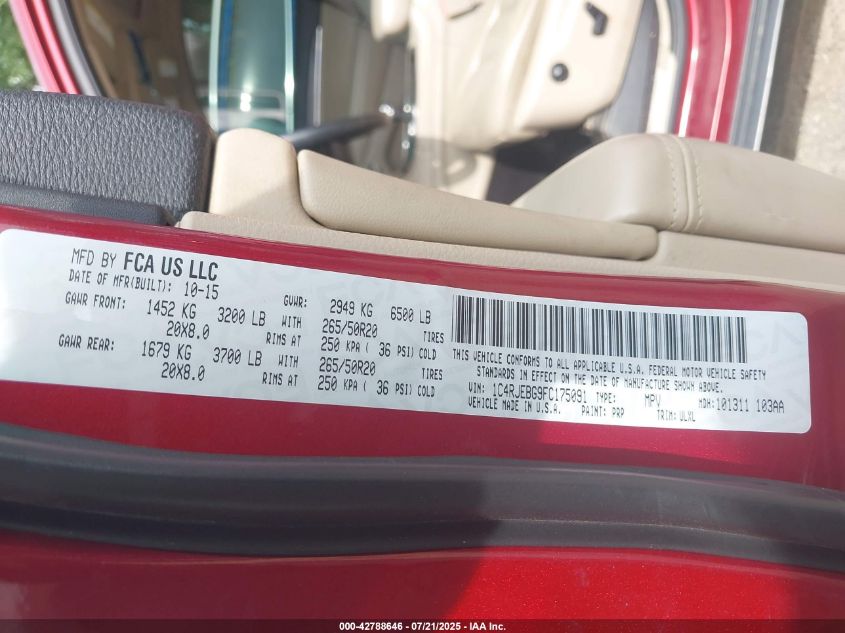 MFD BY FCA US LLC
DATE OF MFR(BUILT): 10-15
GVWR: 2949 KG 6500 LB
GAWR FRONT: 1452 KG 3200 LB WITH 265/50R20 TIRES
20X8.0 RIMS AT 250 KPA ( 36 PSI) COLD
GAWR REAR: 1679 KG 3700 LB WITH 265/50R20 TIRES
20X8.0 RIMS AT 250 KPA ( 36 PSI) COLD
THIS VEHICLE CONFORMS TO ALL APPLICABLE U.S.A. FEDERAL MOTOR VEHICLE SAFETY
STANDARDS IN EFFECT ON THE DATE OF MANUFACTURE SHOWN ABOVE.
VIN: 1C4RJEBG9FC175091 TYPE: MPV MDH:101311 103AA
VEHICLE MADE IN U.S.A. PAINT: PRP TRIM: ULXL
000-42788646 / 07/21/2025 / IAA Inc.